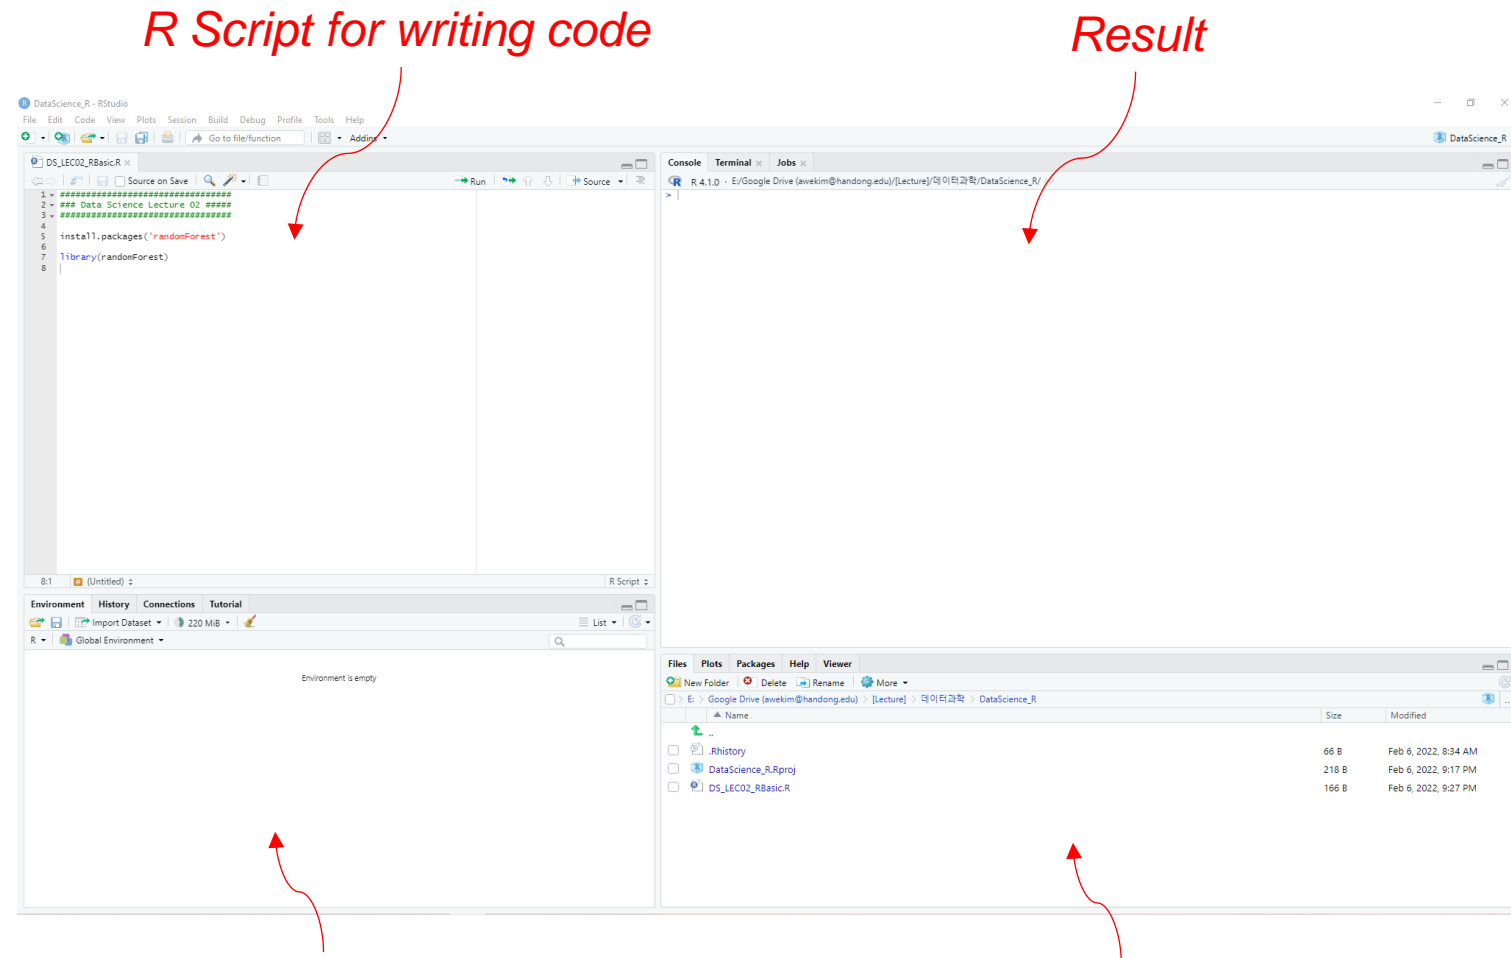 R Script for writing code
Result
DataScience_R - RStudio
File Edit Code View Plots Session Build Debug Profile Tools Help
Go to file/function Addins
DataScience_R
DS_LEC02_RBasic.R
Source on Save Run Source
1 #################################
2 ### Data Science Lecture 02 #####
3 #################################
4
5 install.packages('randomForest')
6
7 library(randomForest)
8
8:1 (Untitled) R Script
Console Terminal Jobs
R 4.1.0 · E:/Google Drive (awekim@handong.edu)/[Lecture]/데이터과학/DataScience_R/
>
Environment History Connections Tutorial
Import Dataset 220 MiB List
R Global Environment
Environment is empty
Files Plots Packages Help Viewer
New Folder Delete Rename More
E: > Google Drive (awekim@handong.edu) > [Lecture] > 데이터과학 > DataScience_R
Name Size Modified
..
.Rhistory 66 B Feb 6, 2022, 8:34 AM
DataScience_R.Rproj 218 B Feb 6, 2022, 9:17 PM
DS_LEC02_RBasic.R 166 B Feb 6, 2022, 9:27 PM